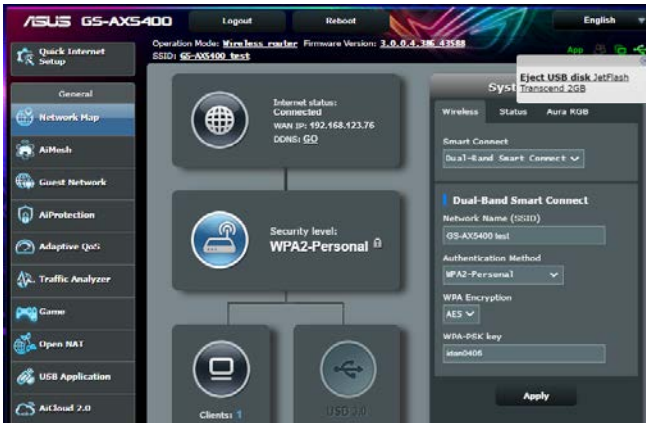 ASUS GS-AX5400
Logout
Reboot
English
Quick Internet
Setup
Operation Mode: Wireless router Firmware Version: 3.0.0.4.386_43588
SSID: GS-AX5400 test
App
Eject USB disk JetFlash
Transcend 2GB
General
Network Map
AiMesh
Guest Network
AiProtection
Adaptive QoS
Traffic Analyzer
Game
Open NAT
USB Application
AiCloud 2.0
Internet status:
Connected
WAN IP: 192.168.123.76
DDNS: GO
Security level:
WPA2-Personal
Clients: 1
USB 3.0
Syst
Wireless
Status
Aura RGB
Smart Connect
Dual-Band Smart Connect
Dual-Band Smart Connect
Network Name (SSID)
GS-AX5400 test
Authentication Method
WPA2-Personal
WPA Encryption
AES
WPA-PSK key
idan0406
Apply